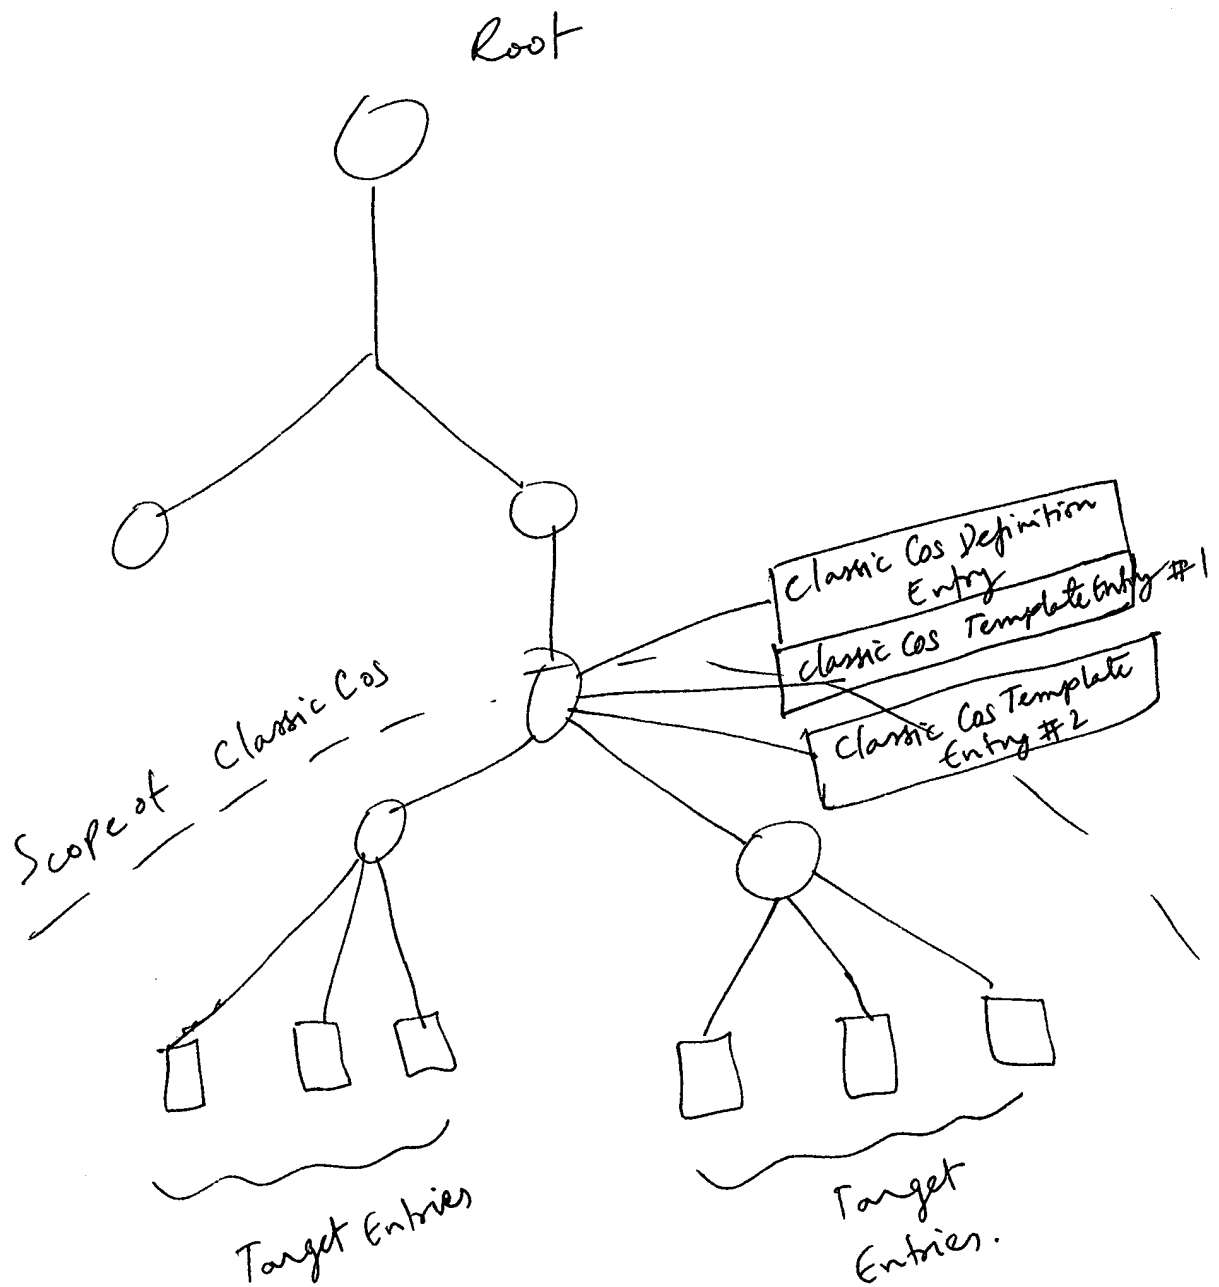 Root
Classic Cos Definition
Entry
Classic Cos Template Entry #1
Classic Cos Template
Entry #2
Scope of Classic Cos
Target Entries
Target
Entries.